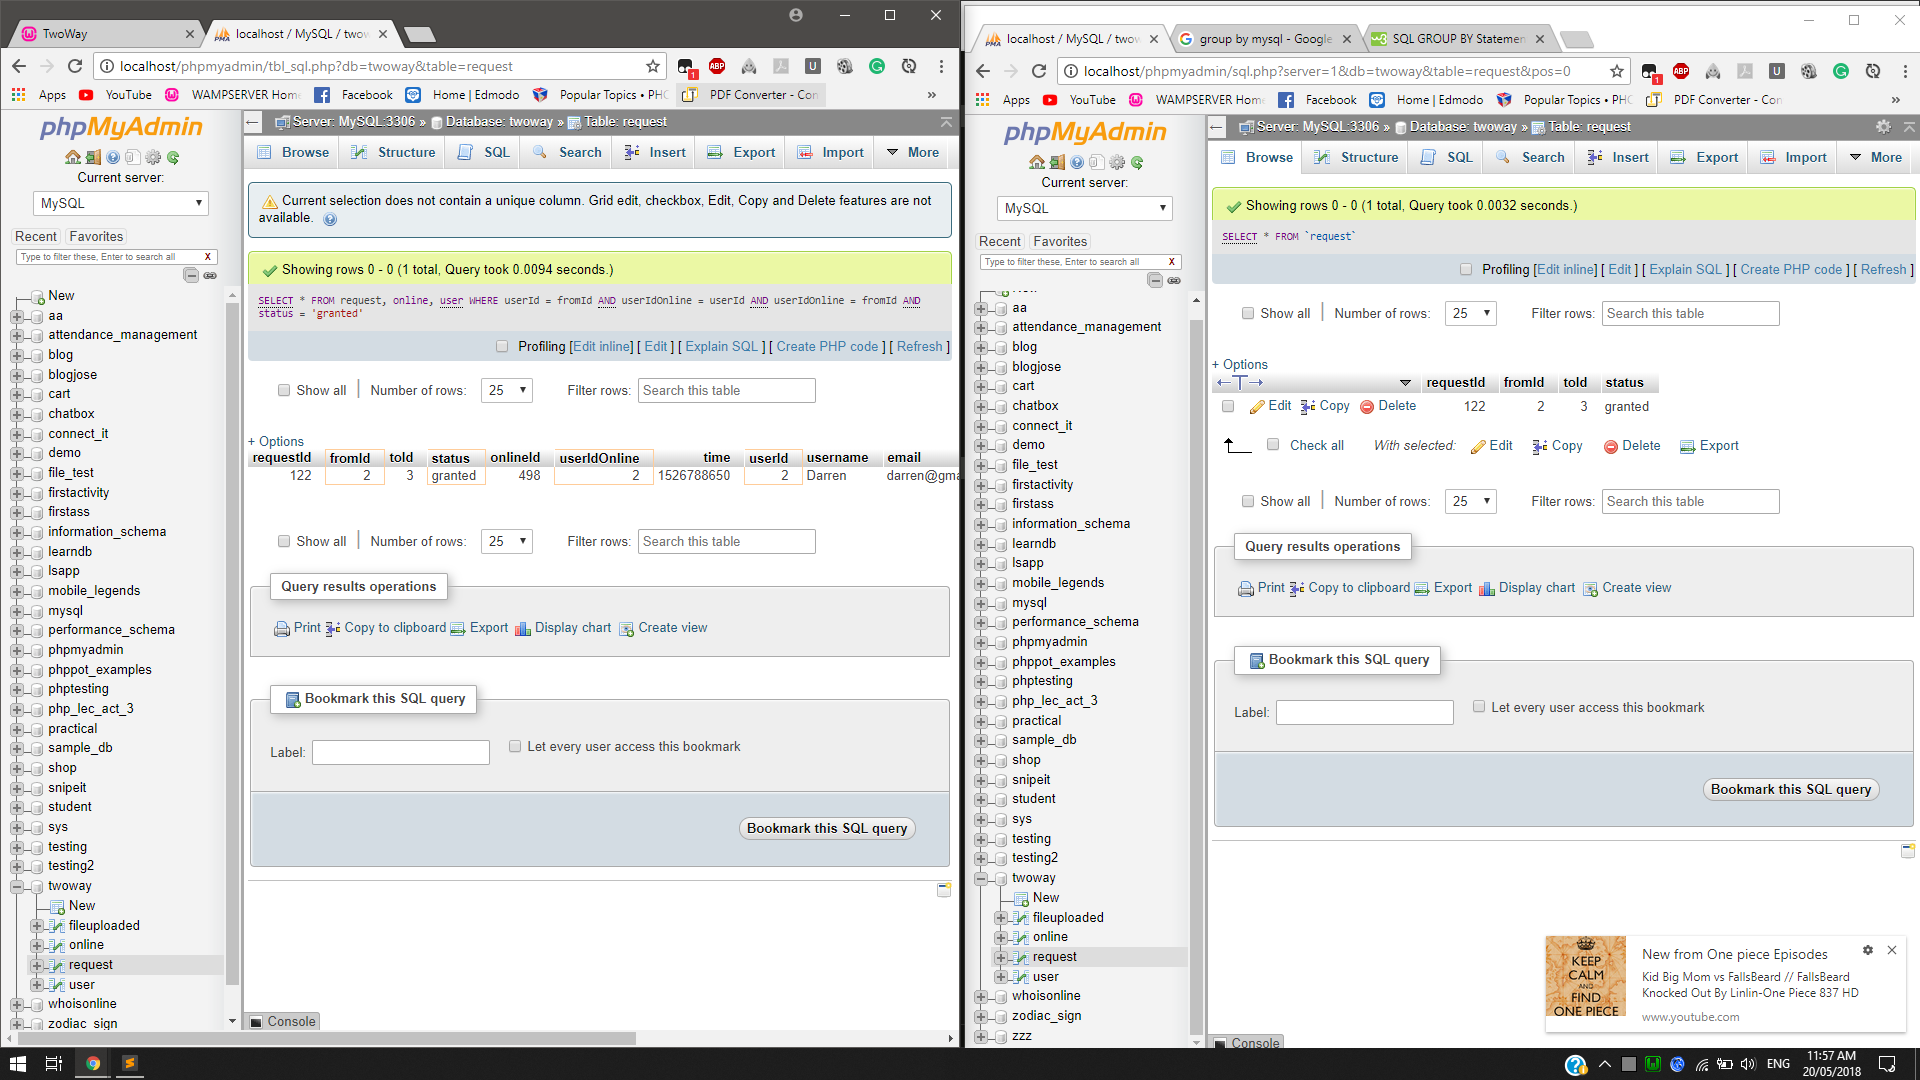 TwoWay
localhost / MySQL / twow
localhost/phpmyadmin/tbl_sql.php?db=twoway&table=request
1
ABP
U
Apps
YouTube
WAMPSERVER Home
Facebook
Home | Edmodo
Popular Topics • PHC
PDF Converter - Con
»
phpMyAdmin
Current server:
MySQL
Recent
Favorites
Type to filter these, Enter to search all
X
New
aa
attendance_management
blog
blogjose
cart
chatbox
connect_it
demo
file_test
firstactivity
firstass
information_schema
learndb
lsapp
mobile_legends
mysql
performance_schema
phpmyadmin
phppot_examples
phptesting
php_lec_act_3
practical
sample_db
shop
snipeit
student
sys
testing
testing2
twoway
New
fileuploaded
online
request
user
whoisonline
zodiac_sign
Server: MySQL:3306 » Database: twoway » Table: request
Browse
Structure
SQL
Search
Insert
Export
Import
More
Current selection does not contain a unique column. Grid edit, checkbox, Edit, Copy and Delete features are not
available.
Showing rows 0 - 0 (1 total, Query took 0.0094 seconds.)
SELECT * FROM request, online, user WHERE userId = fromId AND userIdOnline = userId AND userIdOnline = fromId AND
status = 'granted'
Profiling [Edit inline] [ Edit ] [ Explain SQL ] [ Create PHP code ] [ Refresh ]
Show all | Number of rows: 25 Filter rows: Search this table
+ Options
requestId fromId toId status onlineId userIdOnline time userId username email
122 2 3 granted 498 2 1526788650 2 Darren darren@gma
Show all | Number of rows: 25 Filter rows: Search this table
Query results operations
Print Copy to clipboard Export Display chart Create view
Bookmark this SQL query
Label: Let every user access this bookmark
Bookmark this SQL query
Console
localhost / MySQL / twow
group by mysql - Google
SQL GROUP BY Statemen
localhost/phpmyadmin/sql.php?server=1&db=twoway&table=request&pos=0
1
ABP
U
Apps
YouTube
WAMPSERVER Home
Facebook
Home | Edmodo
Popular Topics • PHC
PDF Converter - Con
»
phpMyAdmin
Current server:
MySQL
Recent
Favorites
Type to filter these, Enter to search all
X
New
aa
attendance_management
blog
blogjose
cart
chatbox
connect_it
demo
file_test
firstactivity
firstass
information_schema
learndb
lsapp
mobile_legends
mysql
performance_schema
phpmyadmin
phppot_examples
phptesting
php_lec_act_3
practical
sample_db
shop
snipeit
student
sys
testing
testing2
twoway
New
fileuploaded
online
request
user
whoisonline
zodiac_sign
zzz
Server: MySQL:3306 » Database: twoway » Table: request
Browse
Structure
SQL
Search
Insert
Export
Import
More
Showing rows 0 - 0 (1 total, Query took 0.0032 seconds.)
SELECT * FROM `request`
Profiling [Edit inline] [ Edit ] [ Explain SQL ] [ Create PHP code ] [ Refresh ]
Show all | Number of rows: 25 Filter rows: Search this table
+ Options
requestId fromId toId status
Edit Copy Delete 122 2 3 granted
Check all With selected: Edit Copy Delete Export
Show all | Number of rows: 25 Filter rows: Search this table
Query results operations
Print Copy to clipboard Export Display chart Create view
Bookmark this SQL query
Label: Let every user access this bookmark
Bookmark this SQL query
Console
KEEP
CALM
AND
FIND
ONE PIECE
New from One piece Episodes
Kid Big Mom vs FallsBeard // FallsBeard
Knocked Out By Linlin-One Piece 837 HD
www.youtube.com
ENG
11:57 AM
20/05/2018